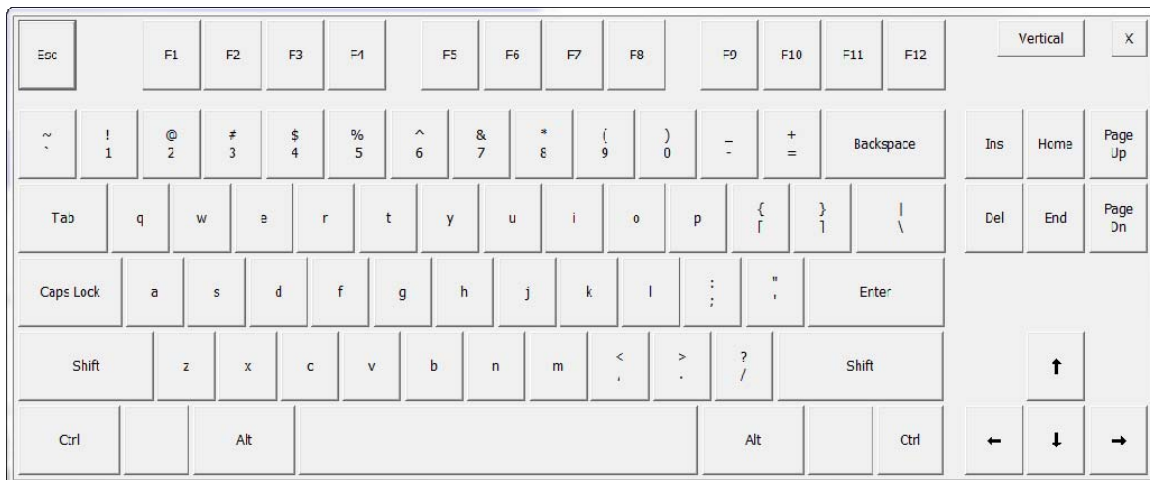 Esc F1 F2 F3 F4 F5 F6 F7 F8 F9 F10 F11 F12 Vertical X
~ ! @ # $ % ^ & * ( ) _ + Backspace Ins Home Page Up
` 1 2 3 4 5 6 7 8 9 0 - =
Tab q w e r t y u i o p { } | Del End Page Dn
[ ] \
Caps Lock a s d f g h j k l : " Enter
; '
Shift z x c v b n m < > ? Shift ↑
, . /
Ctrl Alt Alt Ctrl ← ↓ →